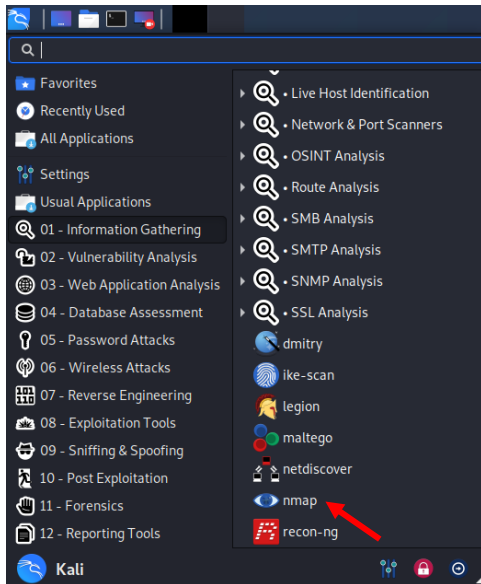 Favorites
Recently Used
All Applications
Settings
Usual Applications
01 - Information Gathering
02 - Vulnerability Analysis
03 - Web Application Analysis
04 - Database Assessment
05 - Password Attacks
06 - Wireless Attacks
07 - Reverse Engineering
08 - Exploitation Tools
09 - Sniffing & Spoofing
10 - Post Exploitation
11 - Forensics
12 - Reporting Tools
• Live Host Identification
• Network & Port Scanners
• OSINT Analysis
• Route Analysis
• SMB Analysis
• SMTP Analysis
• SNMP Analysis
• SSL Analysis
dmitry
ike-scan
legion
maltego
netdiscover
nmap
recon-ng
Kali